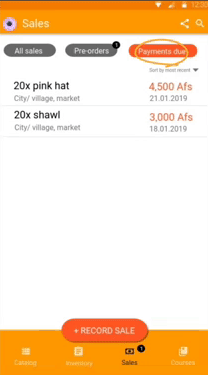 12:00
Sales
All sales
Pre-orders
1
Payments due
Sort by most recent
20x pink hat
4,500 Afs
City/ village, market
21.01.2019
20x shawl
3,000 Afs
City/ village, market
18.01.2019
+ RECORD SALE
1
Catalog
Inventory
Sales
Courses